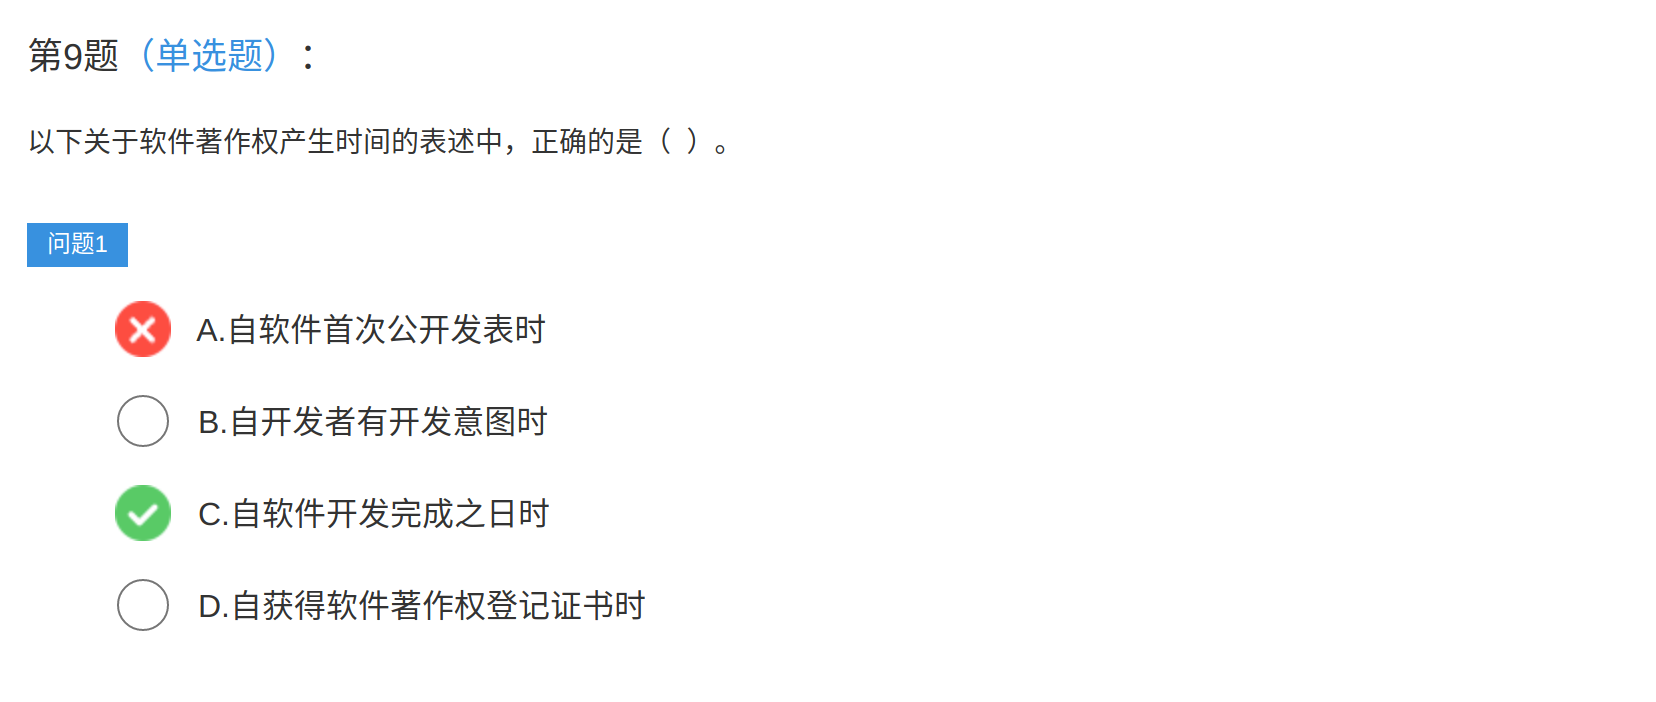 第9题（单选题）：
以下关于软件著作权产生时间的表述中，正确的是（ ）。
问题1
A.自软件首次公开发表时
B.自开发者有开发意图时
C.自软件开发完成之日时
D.自获得软件著作权登记证书时